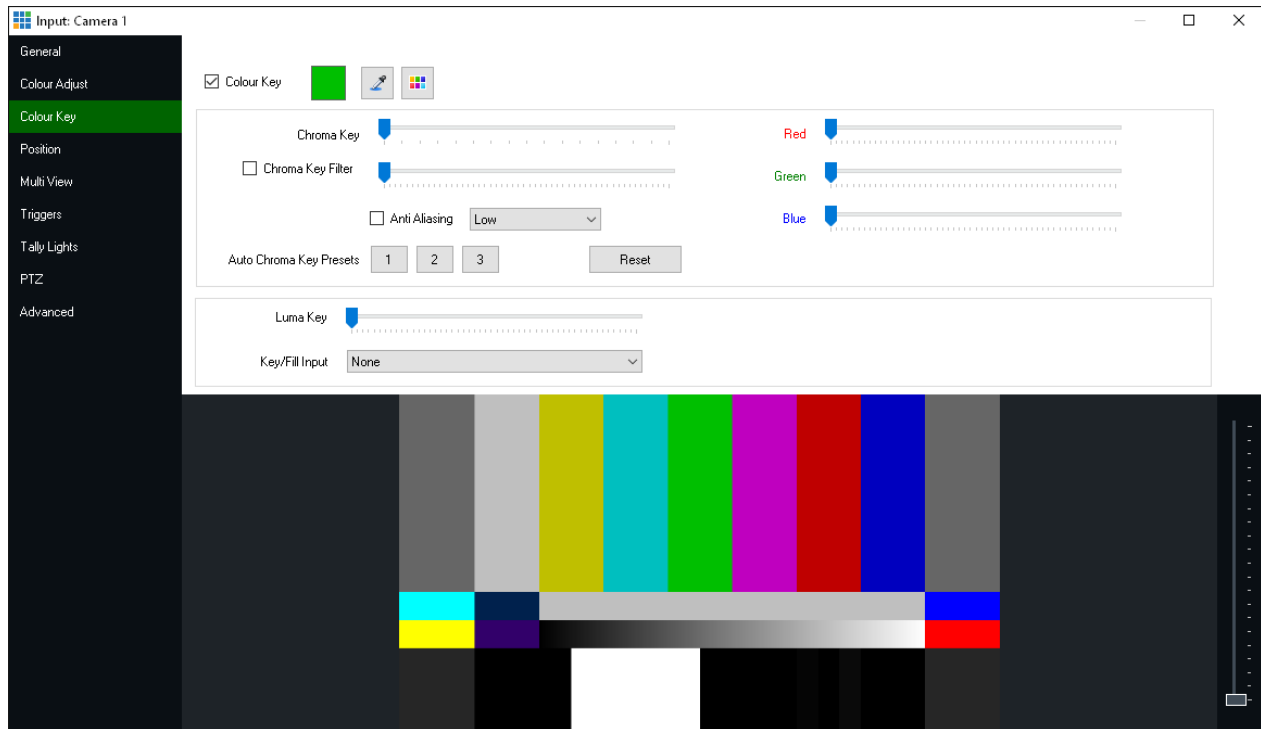 Input: Camera 1
General
Colour Adjust
Colour Key
Position
Multi View
Triggers
Tally Lights
PTZ
Advanced
Colour Key
Chroma Key
Red
Chroma Key Filter
Green
Anti Aliasing
Low
Blue
Auto Chroma Key Presets
1
2
3
Reset
Luma Key
Key/Fill Input
None